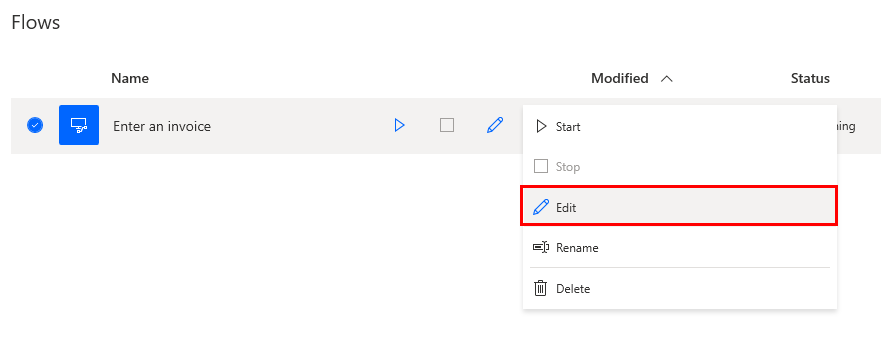 Flows
Name Modified Status
Enter an invoice
Start
Stop
Edit
Rename
Delete